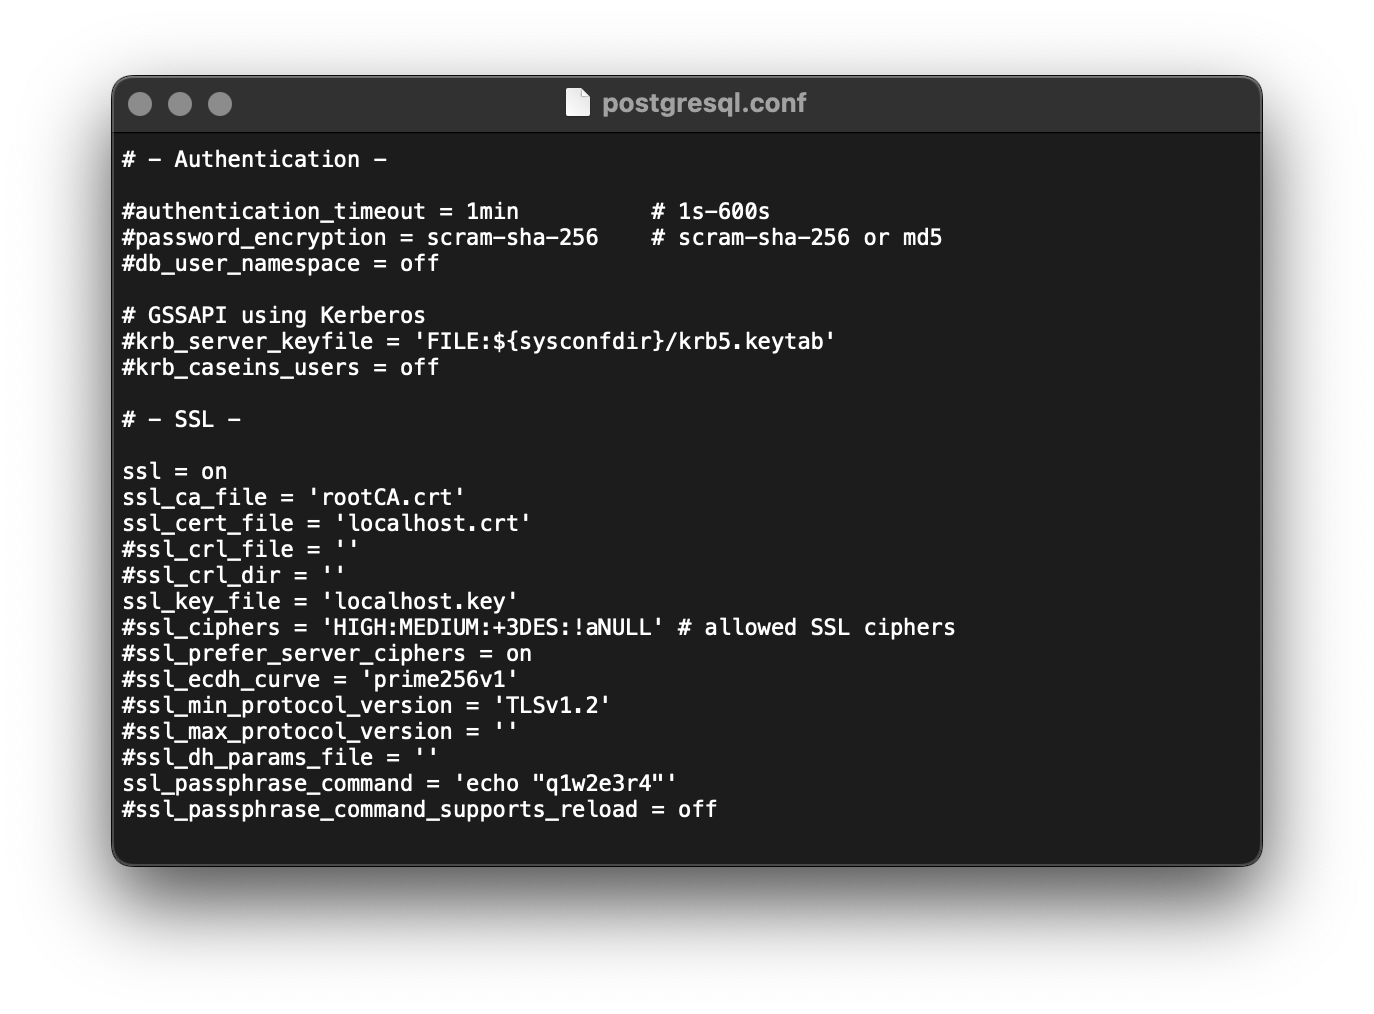 postgresql.conf
# - Authentication -
#authentication_timeout = 1min          # 1s-600s
#password_encryption = scram-sha-256    # scram-sha-256 or md5
#db_user_namespace = off
# GSSAPI using Kerberos
#krb_server_keyfile = 'FILE:${sysconfdir}/krb5.keytab'
#krb_caseins_users = off
# - SSL -
ssl = on
ssl_ca_file = 'rootCA.crt'
ssl_cert_file = 'localhost.crt'
#ssl_crl_file = ''
#ssl_crl_dir = ''
ssl_key_file = 'localhost.key'
#ssl_ciphers = 'HIGH:MEDIUM:+3DES:!aNULL' # allowed SSL ciphers
#ssl_prefer_server_ciphers = on
#ssl_ecdh_curve = 'prime256v1'
#ssl_min_protocol_version = 'TLSv1.2'
#ssl_max_protocol_version = ''
#ssl_dh_params_file = ''
ssl_passphrase_command = 'echo "q1w2e3r4"'
#ssl_passphrase_command_supports_reload = off